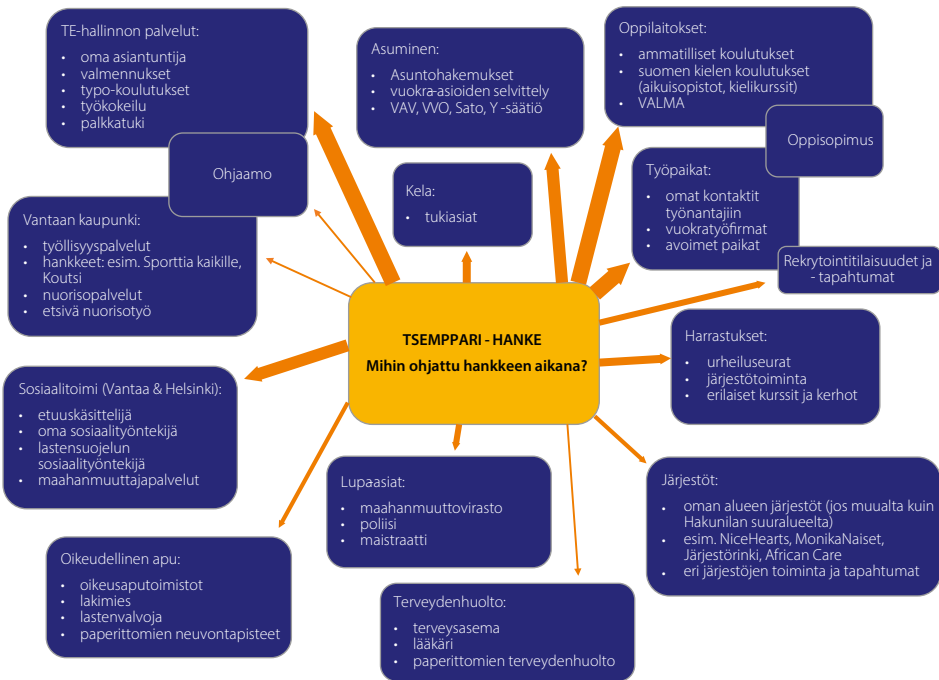 TE-hallinnon palvelut:
• oma asiantuntija
• valmennukset
• typo-koulutukset
• työkokeilu
• palkkatuki
Ohjaamo
Vantaan kaupunki:
• työllisyyspalvelut
• hankkeet: esim. Sporttia kaikille,
Koutsi
• nuorisopalvelut
• etsivä nuorisotyö
Asuminen:
• Asuntohakemukset
• vuokra-asioiden selvittely
• VAV, VVO, Sato, Y -säätiö
Kela:
• tukiasiat
Oppilaitokset:
• ammatilliset koulutukset
• suomen kielen koulutukset
(aikuisopistot, kielikurssit)
• VALMA
Oppisopimus
Työpaikat:
• omat kontaktit
työnantajiin
• vuokratyöfirmat
• avoimet paikat
Rekrytointitilaisuudet ja
- tapahtumat
TSEMPPARI - HANKE
Mihin ohjattu hankkeen aikana?
Harrastukset:
• urheiluseurat
• järjestötoiminta
• erilaiset kurssit ja kerhot
Sosiaalitoimi (Vantaa & Helsinki):
• etuuskäsittelijä
• oma sosiaalityöntekijä
• lastensuojelun
sosiaalityöntekijä
• maahanmuuttajapalvelut
Lupaasiat:
• maahanmuuttovirasto
• poliisi
• maistraatti
Järjestöt:
• oman alueen järjestöt (jos muualta kuin
Hakunilan suuralueelta)
• esim. NiceHearts, MonikaNaiset,
Järjestörinki, African Care
• eri järjestöjen toiminta ja tapahtumat
Oikeudellinen apu:
• oikeusaputoimistot
• lakimies
• lastenvalvoja
• paperittomien neuvontapisteet
Terveydenhuolto:
• terveysasema
• lääkäri
• paperittomien terveydenhuolto